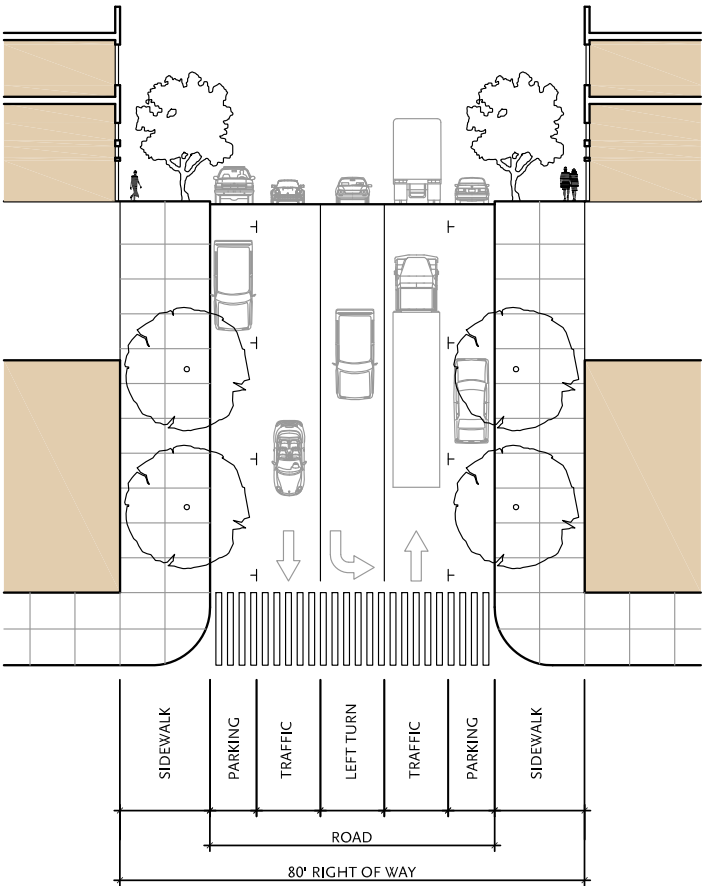 SIDEWALK
PARKING
TRAFFIC
LEFT TURN
TRAFFIC
PARKING
SIDEWALK
ROAD
80' RIGHT OF WAY